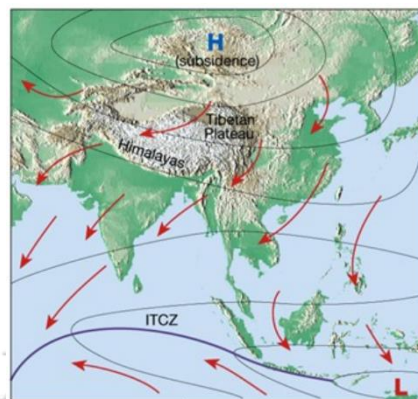 H
(subsidence)
Tibetan
Plateau
Himalayas
ITCZ
L